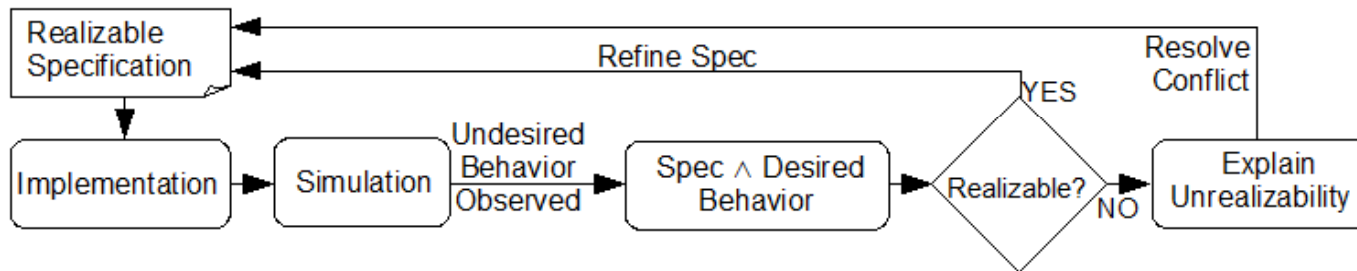 Realizable
Specification
Refine Spec
Resolve
Conflict
YES
Implementation
Simulation
Undesired
Behavior
Observed
Spec ∧ Desired
Behavior
Realizable?
NO
Explain
Unrealizability